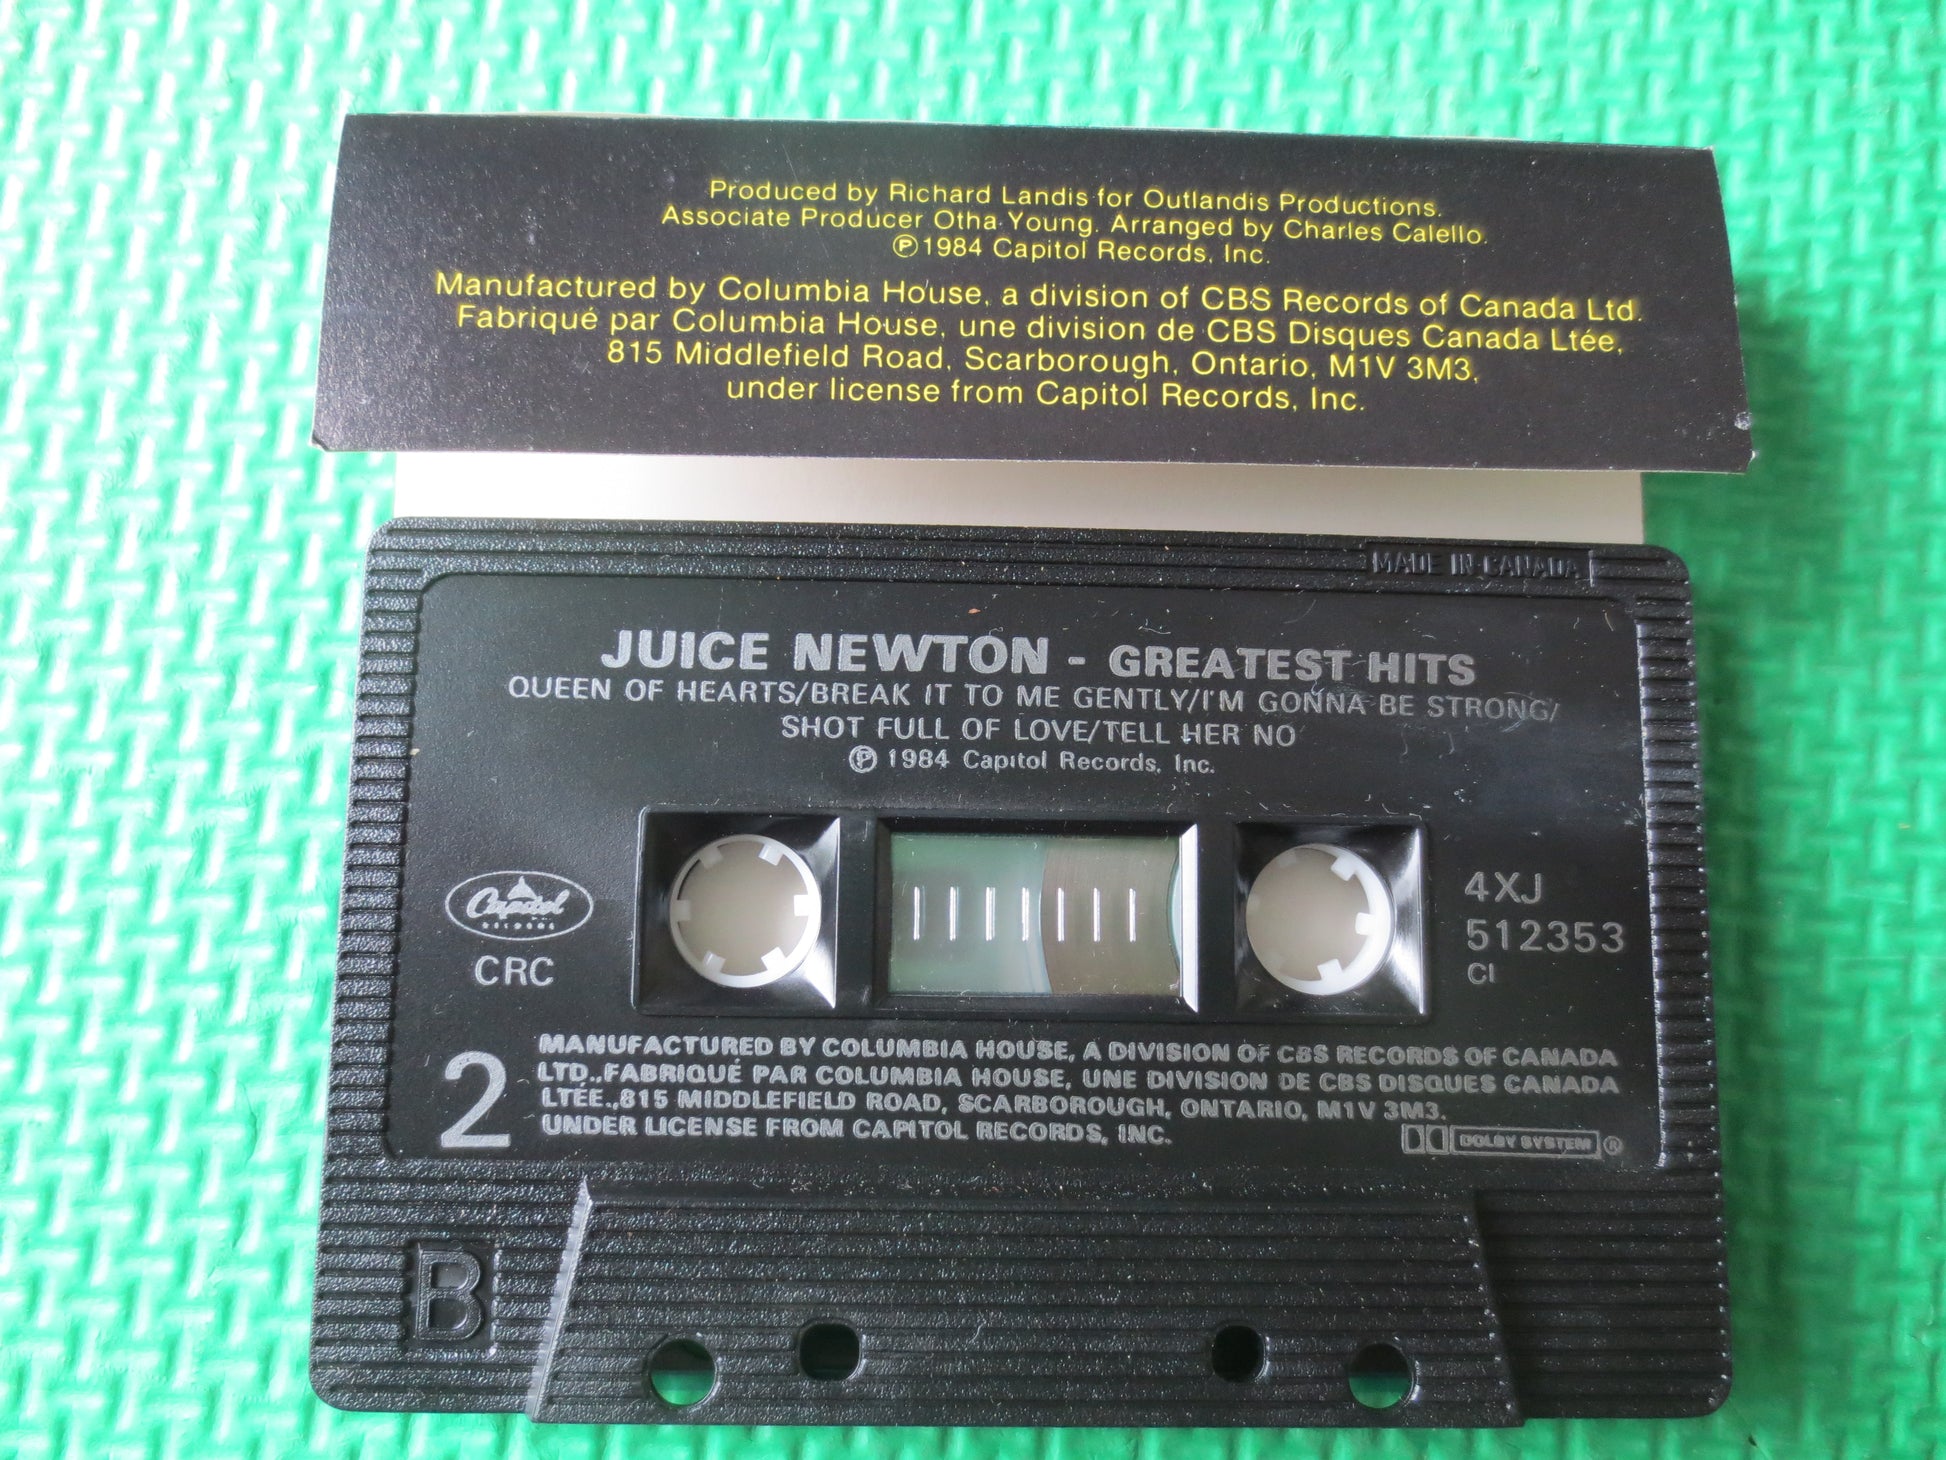 Produced by Richard Landis for Outlandis Productions.
Associate Producer Otha Young. Arranged by Charles Calello.
℗1984 Capitol Records, Inc.
Manufactured by Columbia House, a division of CBS Records of Canada Ltd.
Fabriqué par Columbia House, une division de CBS Disques Canada Ltée,
815 Middlefield Road, Scarborough, Ontario, M1V 3M3,
under license from Capitol Records, Inc.
MADE IN CANADA
JUICE NEWTON - GREATEST HITS
QUEEN OF HEARTS/BREAK IT TO ME GENTLY/I'M GONNA BE STRONG/
SHOT FULL OF LOVE/TELL HER NO
℗ 1984 Capitol Records, Inc.
Capitol
RECORDS
CRC
4XJ
512353
CI
2
MANUFACTURED BY COLUMBIA HOUSE, A DIVISION OF CBS RECORDS OF CANADA
LTD.,FABRIQUÉ PAR COLUMBIA HOUSE, UNE DIVISION DE CBS DISQUES CANADA
LTÉE.,815 MIDDLEFIELD ROAD, SCARBOROUGH, ONTARIO, M1V 3M3.
UNDER LICENSE FROM CAPITOL RECORDS, INC.
DOLBY SYSTEM ®
B